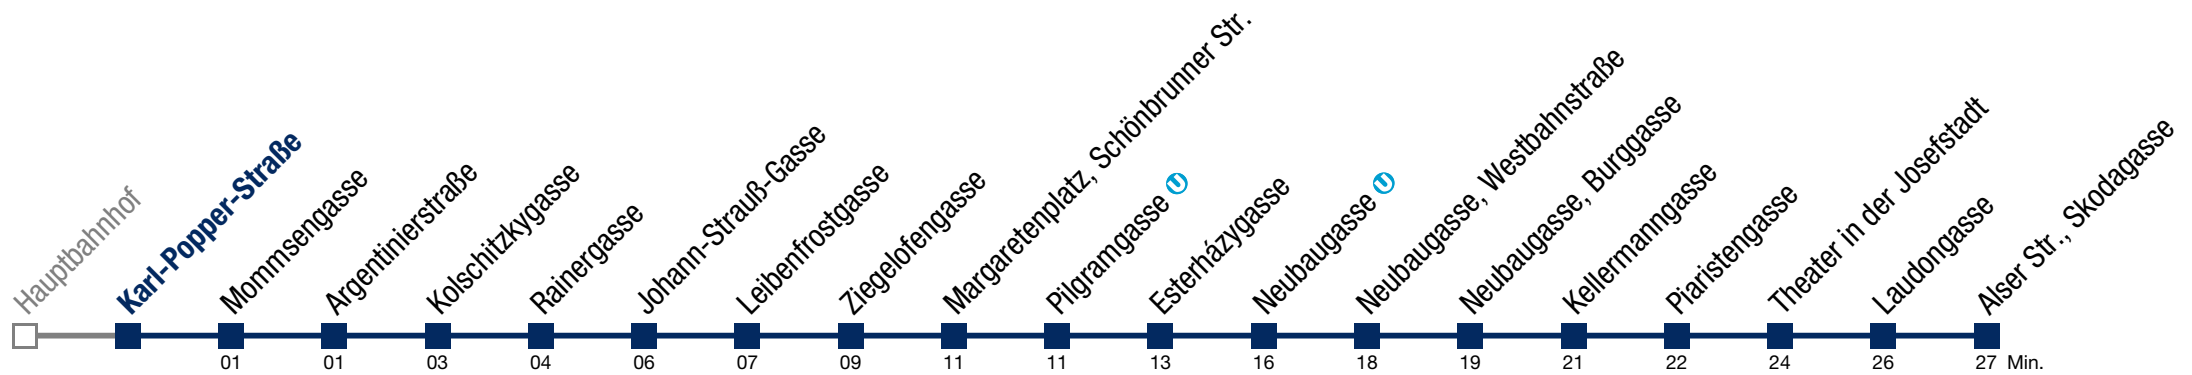 Hauptbahnhof
Karl-Popper-Straße
Mommsengasse
Argentinierstraße
Kolschitzkygasse
Rainergasse
Johann-Strauß-Gasse
Leibenfrostgasse
Ziegelofengasse
Margaretenplatz, Schönbrunner Str.
Pilgramgasse U
Esterházygasse
Neubaugasse U
Neubaugasse, Westbahnstraße
Neubaugasse, Burggasse
Kellermanngasse
Piaristengasse
Theater in der Josefstadt
Laudongasse
Alser Str., Skodagasse
01 01 03 04 06 07 09 11 11 13 16 18 19 21 22 24 26 27 Min.